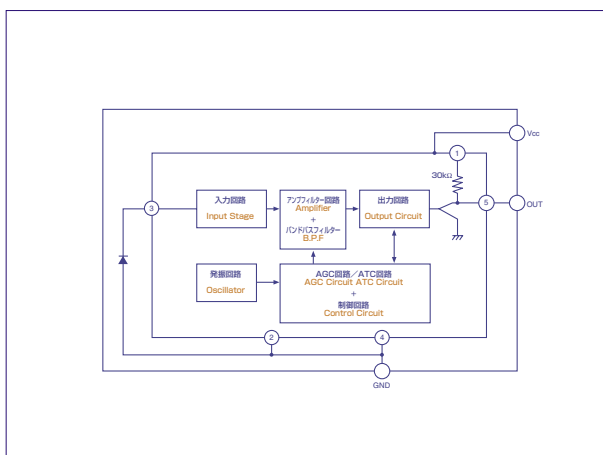 Vcc
1
30kΩ
3
入力回路
Input Stage
アンプフィルター回路
Amplifier
+
バンドパスフィルター
B.P.F
出力回路
Output Circuit
5
OUT
発振回路
Oscillator
AGC回路／ATC回路
AGC Circuit ATC Circuit
+
制御回路
Control Circuit
2
4
GND